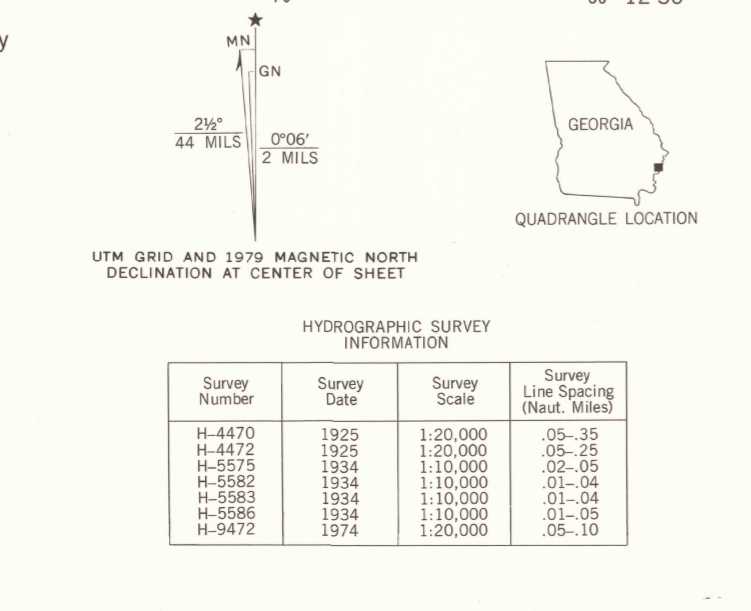 y
MN
GN
2½°
44 MILS
0°06′
2 MILS
UTM GRID AND 1979 MAGNETIC NORTH
DECLINATION AT CENTER OF SHEET
GEORGIA
QUADRANGLE LOCATION
HYDROGRAPHIC SURVEY
INFORMATION
Survey Number Survey Date Survey Scale Survey Line Spacing (Naut. Miles)
H–4470 1925 1:20,000 .05–.35
H–4472 1925 1:20,000 .05–.25
H–5575 1934 1:10,000 .02–.05
H–5582 1934 1:10,000 .01–.04
H–5583 1934 1:10,000 .01–.04
H–5586 1934 1:10,000 .01–.05
H–9472 1974 1:20,000 .05–.10